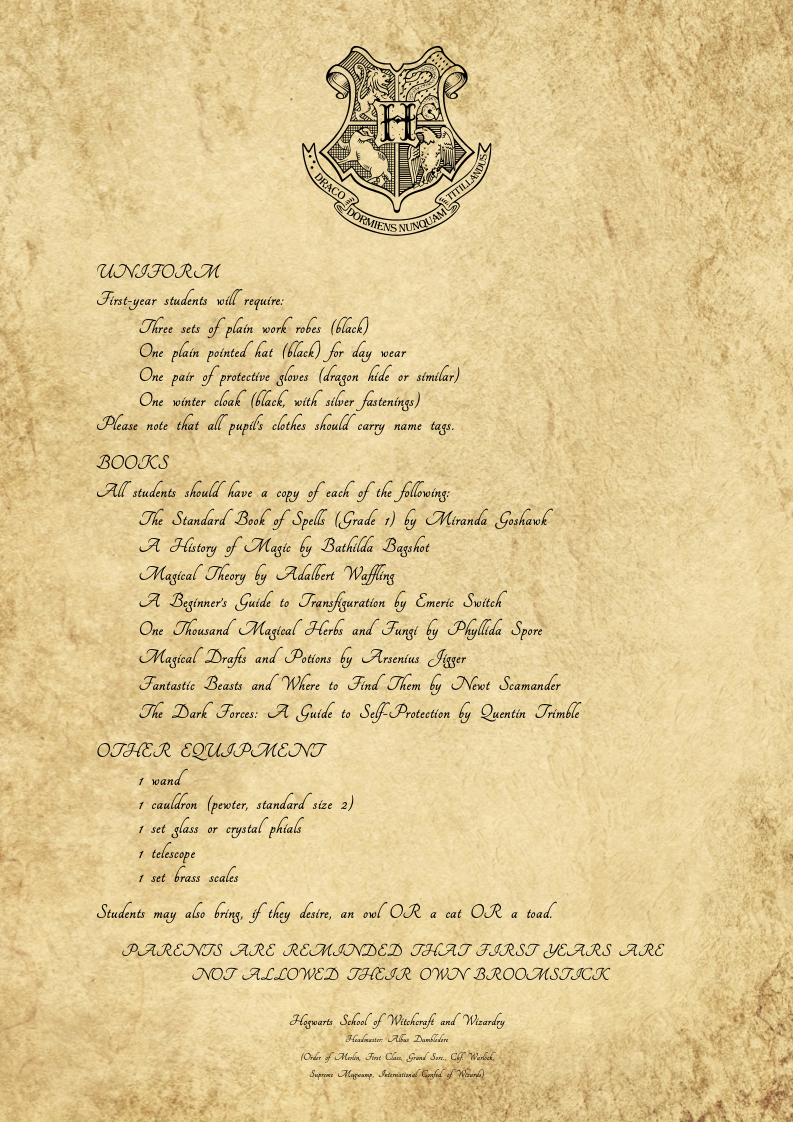 H
DRACO DORMIENS NUNQUAM TITILLANDUS
UNIFORM
First-year students will require:
Three sets of plain work robes (black)
One plain pointed hat (black) for day wear
One pair of protective gloves (dragon hide or similar)
One winter cloak (black, with silver fastenings)
Please note that all pupil's clothes should carry name tags.
BOOKS
All students should have a copy of each of the following:
The Standard Book of Spells (Grade 1) by Miranda Goshawk
A History of Magic by Bathilda Bagshot
Magical Theory by Adalbert Waffling
A Beginner's Guide to Transfiguration by Emeric Switch
One Thousand Magical Herbs and Fungi by Phyllida Spore
Magical Drafts and Potions by Arsenius Jigger
Fantastic Beasts and Where to Find Them by Newt Scamander
The Dark Forces: A Guide to Self-Protection by Quentin Trimble
OTHER EQUIPMENT
1 wand
1 cauldron (pewter, standard size 2)
1 set glass or crystal phials
1 telescope
1 set brass scales
Students may also bring, if they desire, an owl OR a cat OR a toad.
PARENTS ARE REMINDED THAT FIRST YEARS ARE
NOT ALLOWED THEIR OWN BROOMSTICK
Hogwarts School of Witchcraft and Wizardry
Headmaster: Albus Dumbledore
(Order of Merlin, First Class, Grand Sorc., Chf. Warlock,
Supreme Mugwump, International Confed. of Wizards)